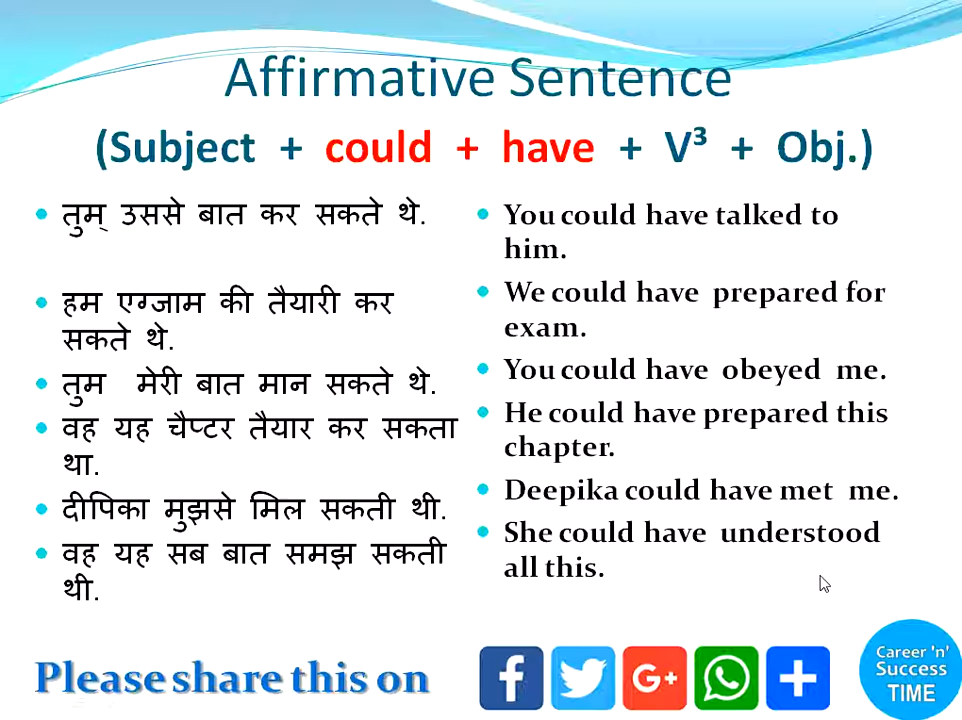 Affirmative Sentence
(Subject + could + have + V³ + Obj.)
• तुम् उससे बात कर सकते थे.
• हम एग्जाम की तैयारी कर
सकते थे.
• तुम मेरी बात मान सकते थे.
• वह यह चैप्टर तैयार कर सकता
था.
• दीपिका मुझसे मिल सकती थी.
• वह यह सब बात समझ सकती
थी.
• You could have talked to
him.
• We could have prepared for
exam.
• You could have obeyed me.
• He could have prepared this
chapter.
• Deepika could have met me.
• She could have understood
all this.
Please share this on
f
G+
Career 'n'
Success
TIME